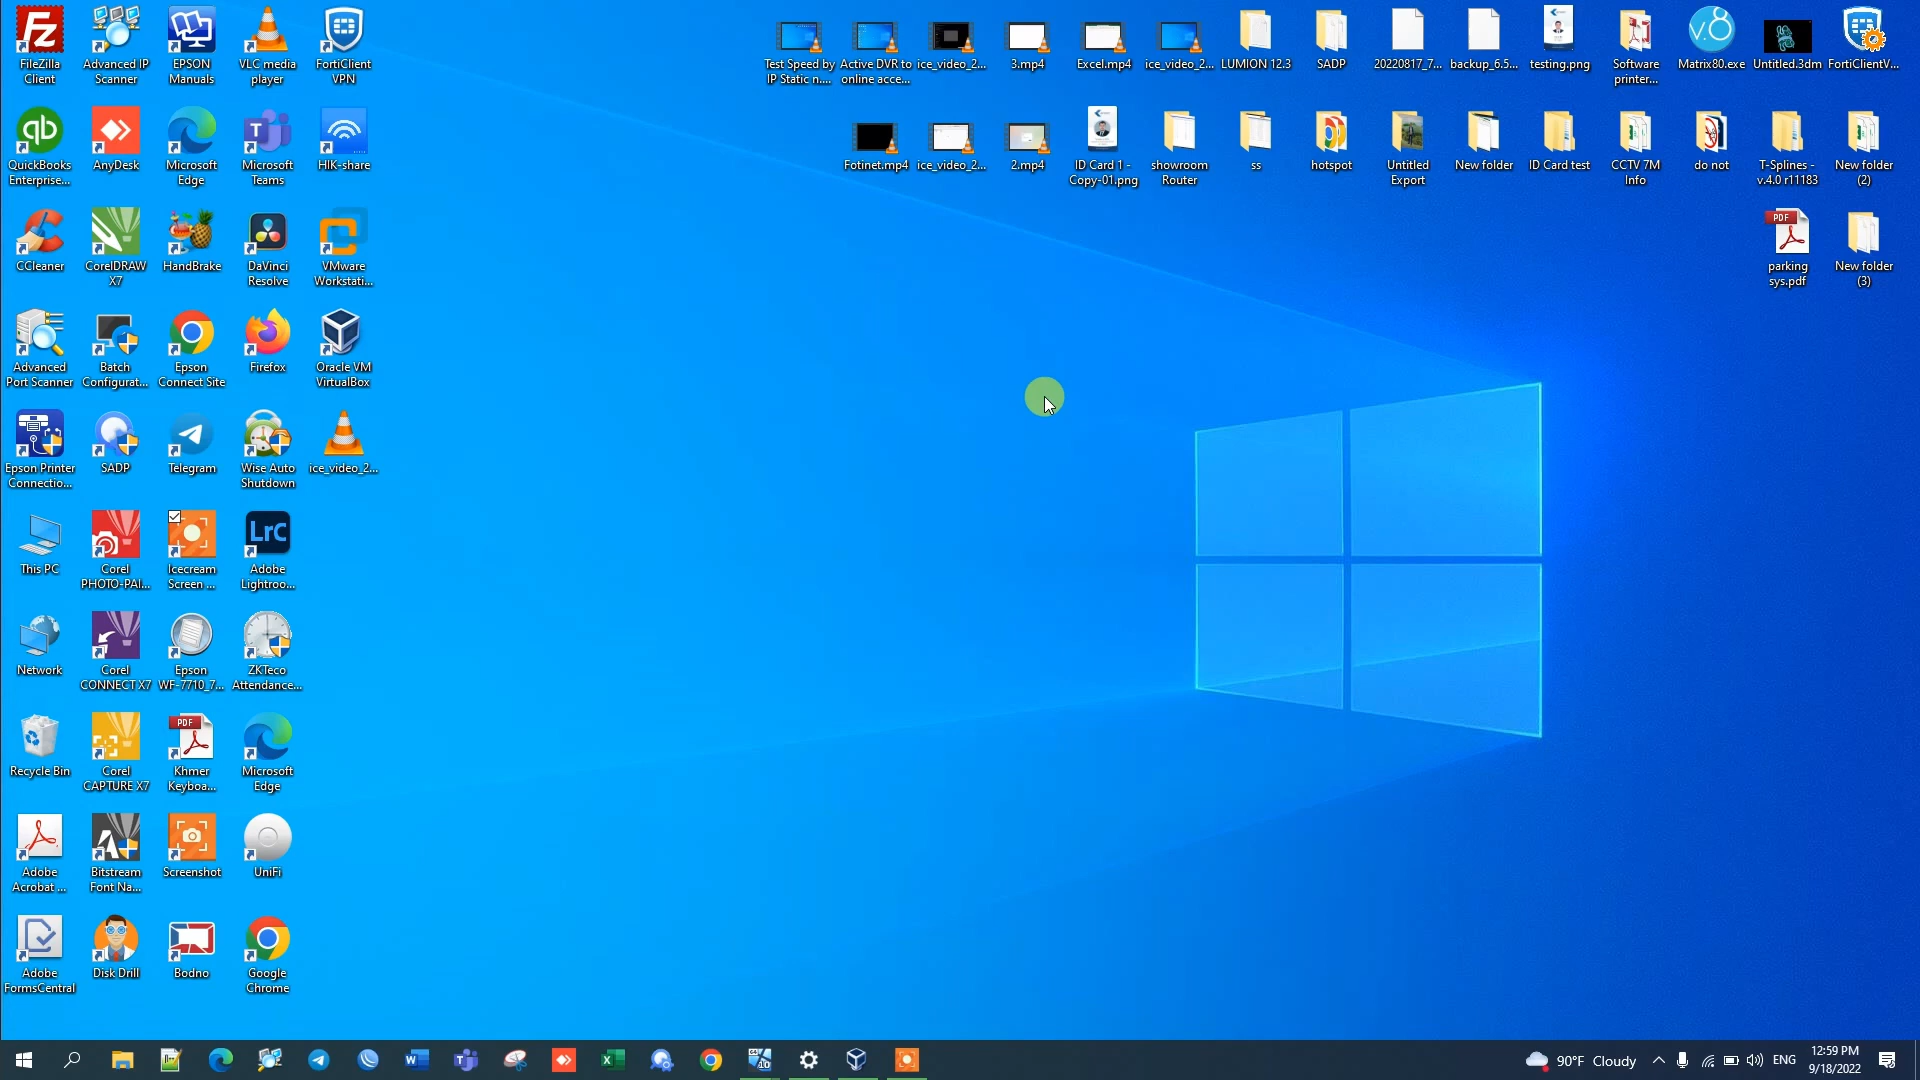 FileZilla
Client
Advanced IP
Scanner
EPSON
Manuals
VLC media
player
FortiClient
VPN
Test Speed by
IP Static n....
Active DVR to
online acce...
ice_video_2...
3.mp4
Excel.mp4
ice_video_2...
LUMION 12.3
SADP
20220817_7...
backup_6.5...
testing.png
Software
printer...
Matrix80.exe
Untitled.3dm
FortiClientV...
QuickBooks
Enterprise...
AnyDesk
Microsoft
Edge
Microsoft
Teams
HIK-share
Fotinet.mp4
ice_video_2...
2.mp4
ID Card 1 -
Copy-01.png
showroom
Router
ss
hotspot
Untitled
Export
New folder
ID Card test
CCTV 7M
Info
do not
T-Splines -
v.4.0 r11183
New folder
(2)
CCleaner
CorelDRAW
X7
HandBrake
DaVinci
Resolve
VMware
Workstati...
PDF
parking
sys.pdf
New folder
(3)
Advanced
Port Scanner
Batch
Configurat...
Epson
Connect Site
Firefox
Oracle VM
VirtualBox
Epson Printer
Connectio...
SADP
Telegram
Wise Auto
Shutdown
ice_video_2...
This PC
Corel
PHOTO-PAI...
Icecream
Screen ...
LrC
Adobe
Lightroo...
Network
Corel
CONNECT X7
Epson
WF-7710_7...
ZKTeco
Attendance...
Recycle Bin
Corel
CAPTURE X7
PDF
Khmer
Keyboa...
Microsoft
Edge
Adobe
Acrobat ...
Bitstream
Font Na...
Screenshot
UniFi
Adobe
FormsCentral
Disk Drill
Bodno
Google
Chrome
90°F Cloudy
ENG
12:59 PM
9/18/2022